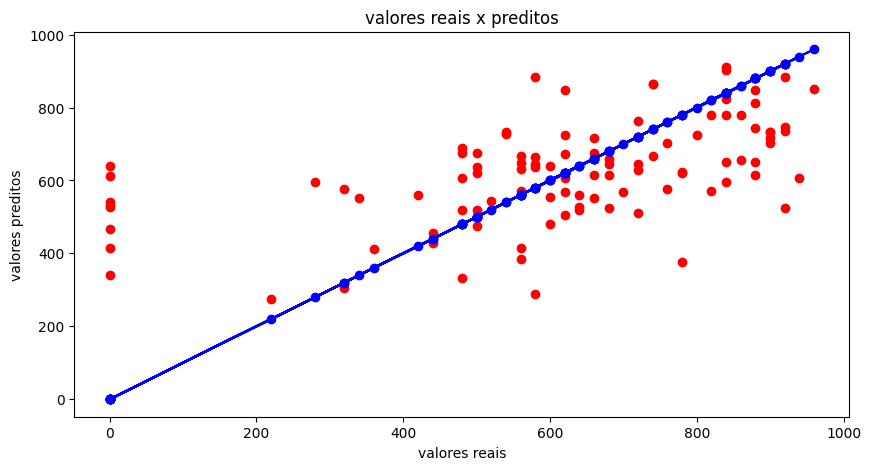 valores reais x preditos
valores preditos
1000
800
600
400
200
0
0 200 400 600 800 1000
valores reais